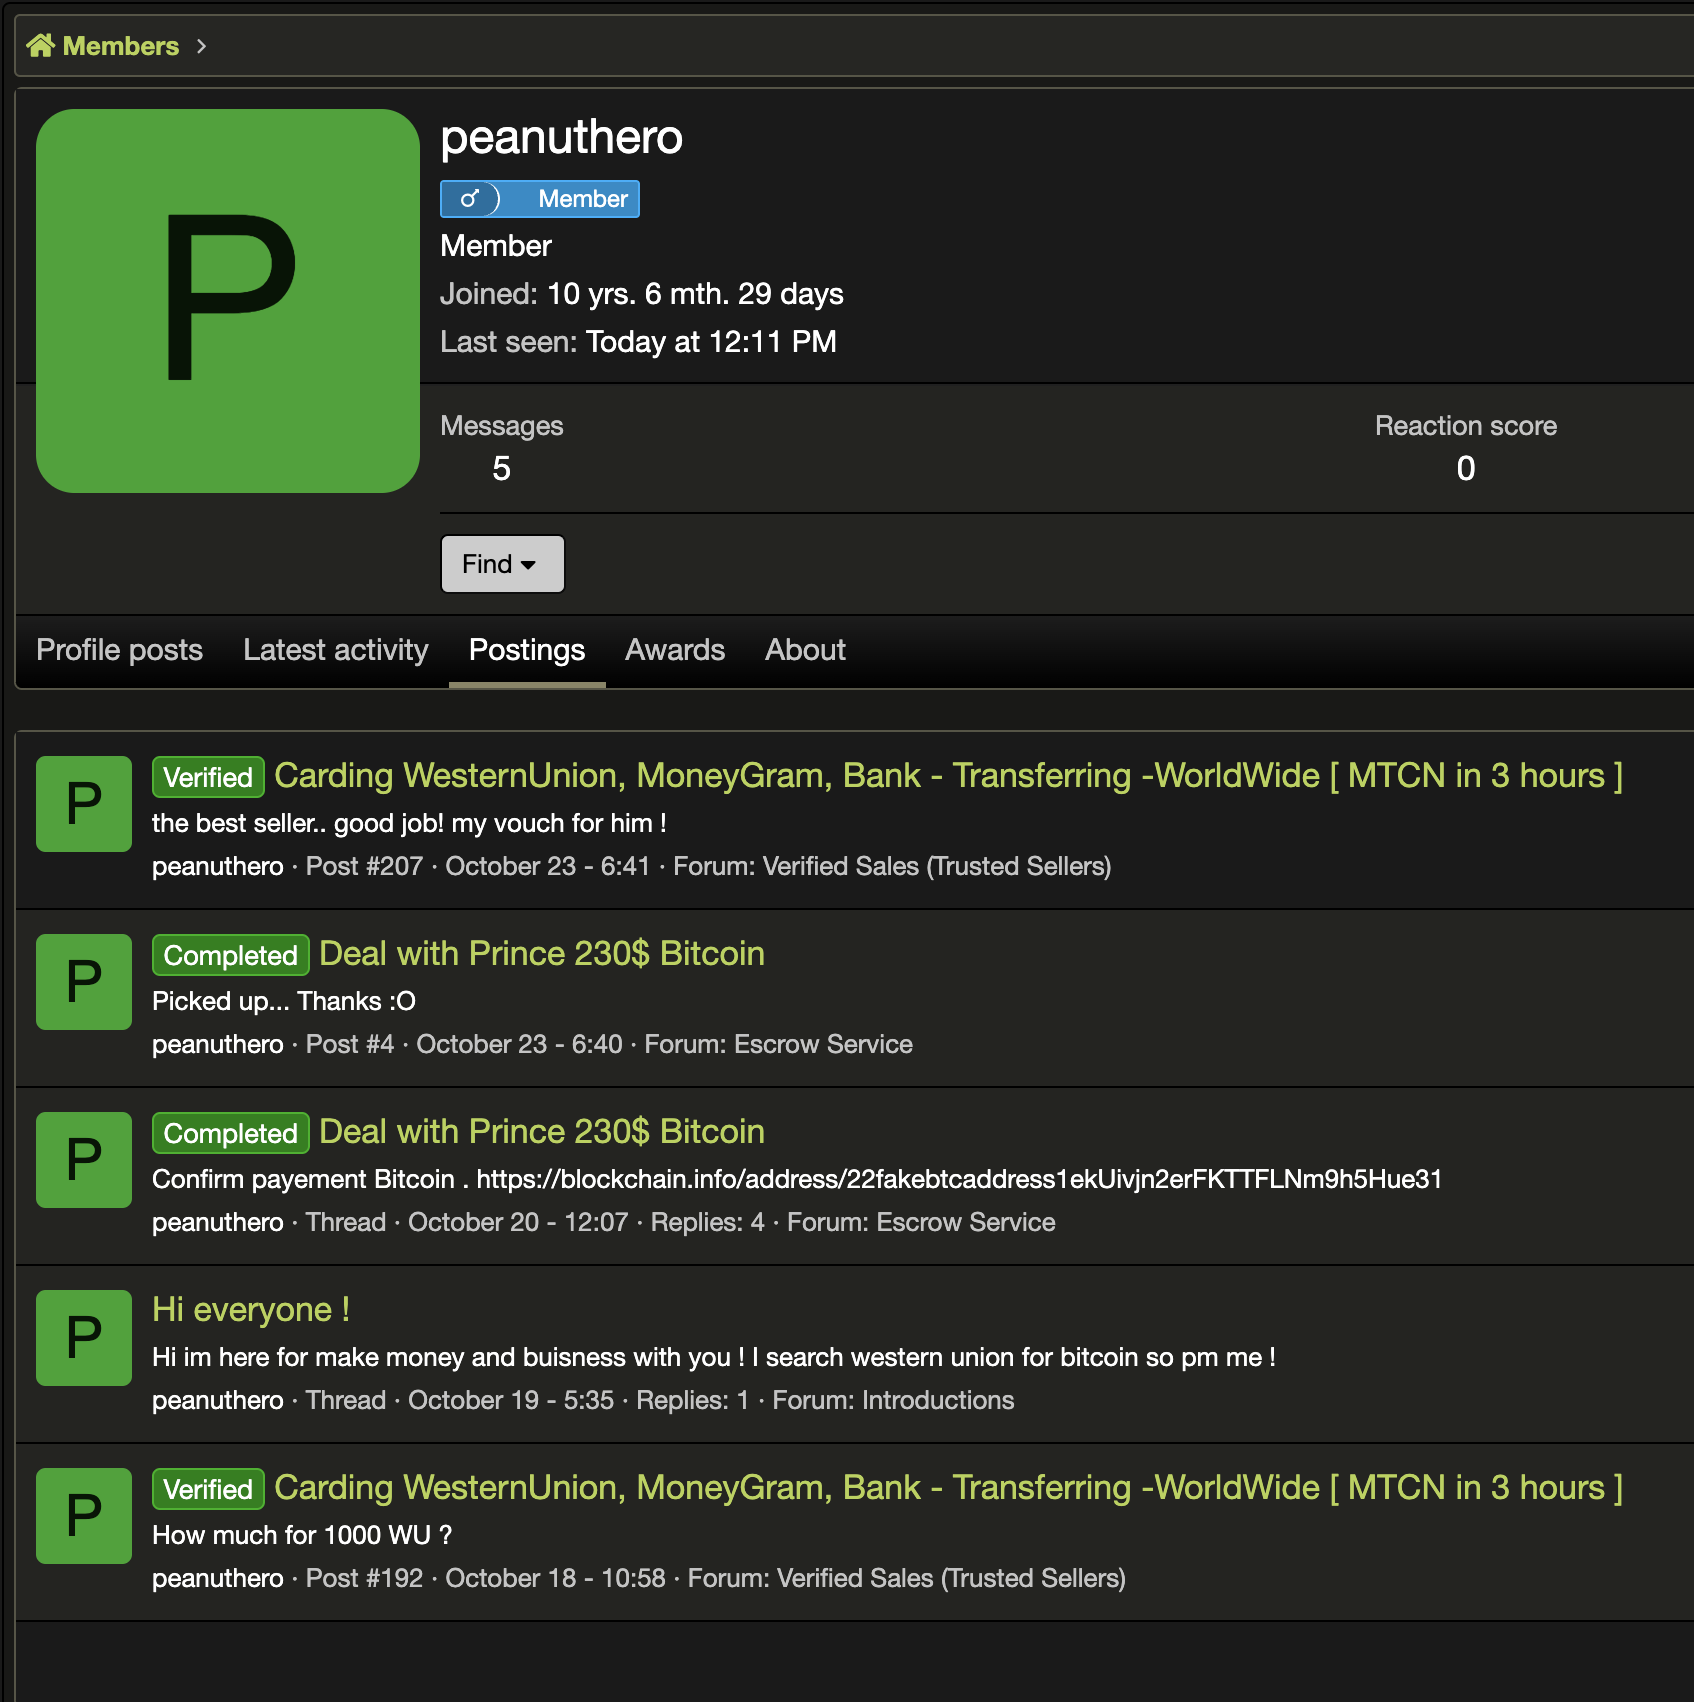 Members
P
peanuthero
Member
Member
Joined: 10 yrs. 6 mth. 29 days
Last seen: Today at 12:11 PM
Messages
5
Reaction score
0
Find
Profile posts Latest activity Postings Awards About
P
Verified Carding WesternUnion, MoneyGram, Bank - Transferring -WorldWide [ MTCN in 3 hours ]
the best seller.. good job! my vouch for him !
peanuthero · Post #207 · October 23 - 6:41 · Forum: Verified Sales (Trusted Sellers)
P
Completed Deal with Prince 230$ Bitcoin
Picked up... Thanks :O
peanuthero · Post #4 · October 23 - 6:40 · Forum: Escrow Service
P
Completed Deal with Prince 230$ Bitcoin
Confirm payement Bitcoin . https://blockchain.info/address/22fakebtcaddress1ekUivjn2erFKTTFLNm9h5Hue31
peanuthero · Thread · October 20 - 12:07 · Replies: 4 · Forum: Escrow Service
P
Hi everyone !
Hi im here for make money and buisness with you ! I search western union for bitcoin so pm me !
peanuthero · Thread · October 19 - 5:35 · Replies: 1 · Forum: Introductions
P
Verified Carding WesternUnion, MoneyGram, Bank - Transferring -WorldWide [ MTCN in 3 hours ]
How much for 1000 WU ?
peanuthero · Post #192 · October 18 - 10:58 · Forum: Verified Sales (Trusted Sellers)